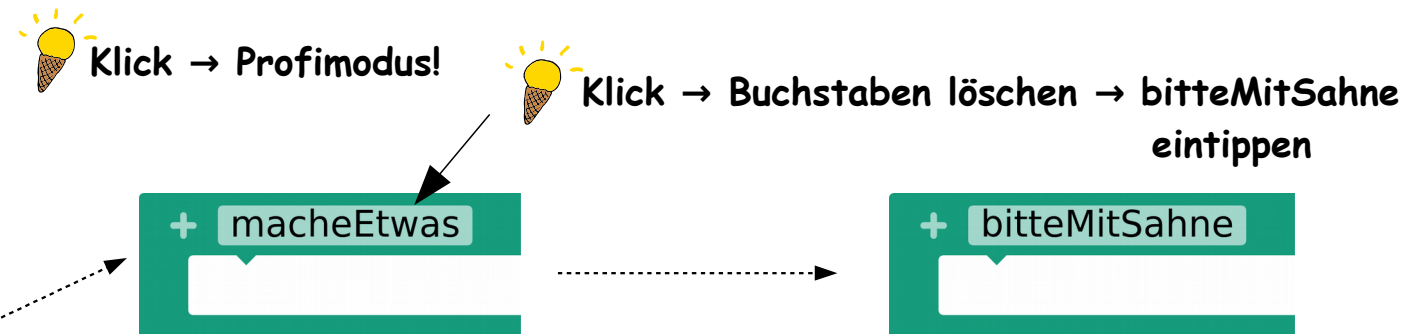 Klick → Profimodus!
Klick → Buchstaben löschen → bitteMitSahne
eintippen
+ macheEtwas
+ bitteMitSahne